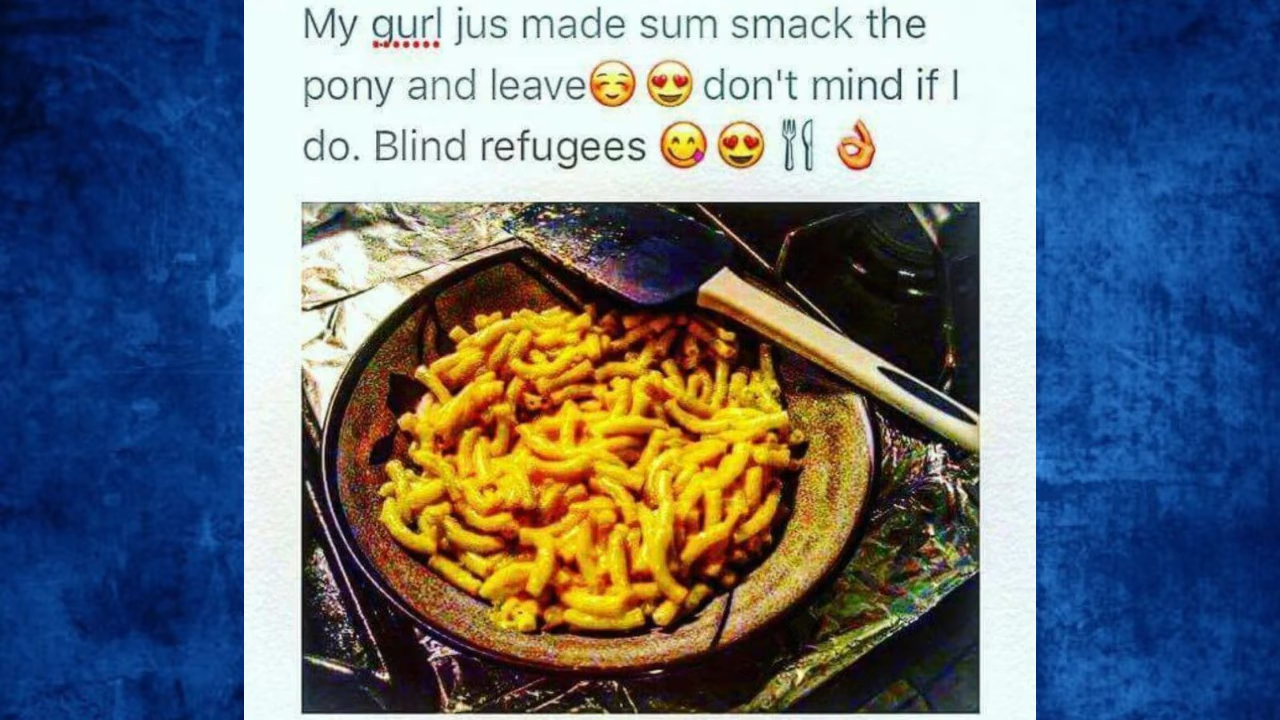 My gurl jus made sum smack the
pony and leave☺️😍 don't mind if I
do. Blind refugees 😋😍🍴👌